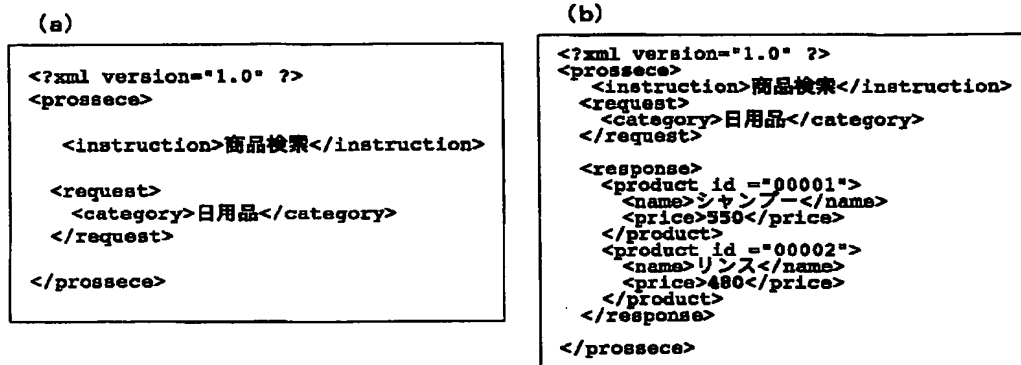 (a)
<?xml version="1.0" ?>
<prossece>
<instruction>商品検索</instruction>
<request>
<category>日用品</category>
</request>
</prossece>
(b)
<?xml version="1.0" ?>
<prossece>
<instruction>商品検索</instruction>
<request>
<category>日用品</category>
</request>
<response>
<product id ="00001">
<name>シャンプー</name>
<price>550</price>
</product>
<product id ="00002">
<name>リンス</name>
<price>480</price>
</product>
</response>
</prossece>